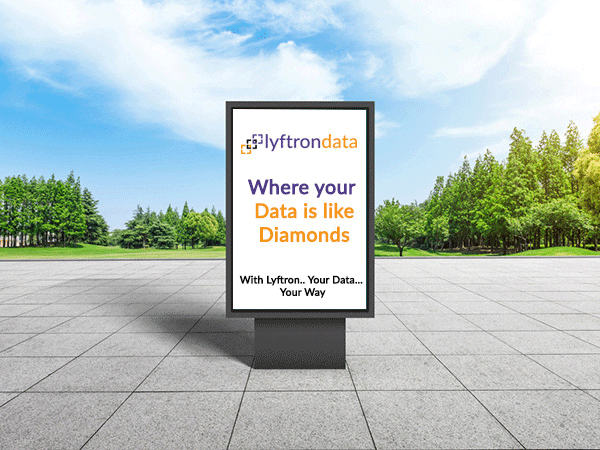 lyftrondata
Where your
Data is like
Diamonds
With Lyftron.. Your Data...
Your Way